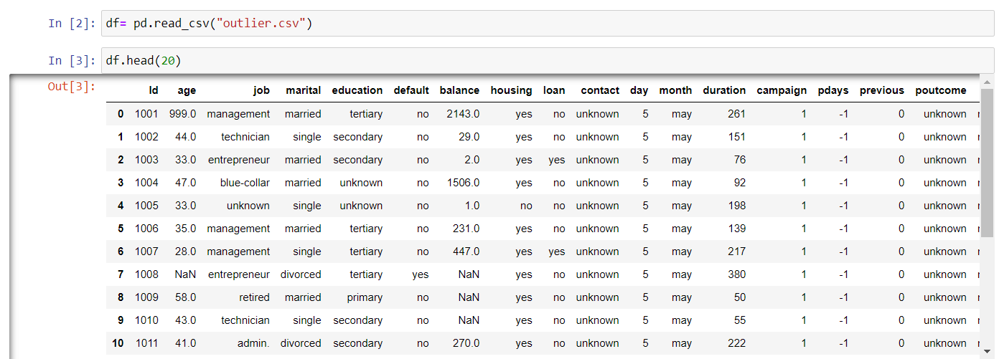 In [2]: df= pd.read_csv("outlier.csv")
In [3]: df.head(20)
Out[3]:
Id age job marital education default balance housing loan contact day month duration campaign pdays previous poutcome
0 1001 999.0 management married tertiary no 2143.0 yes no unknown 5 may 261 1 -1 0 unknown
1 1002 44.0 technician single secondary no 29.0 yes no unknown 5 may 151 1 -1 0 unknown
2 1003 33.0 entrepreneur married secondary no 2.0 yes yes unknown 5 may 76 1 -1 0 unknown
3 1004 47.0 blue-collar married unknown no 1506.0 yes no unknown 5 may 92 1 -1 0 unknown
4 1005 33.0 unknown single unknown no 1.0 no no unknown 5 may 198 1 -1 0 unknown
5 1006 35.0 management married tertiary no 231.0 yes no unknown 5 may 139 1 -1 0 unknown
6 1007 28.0 management single tertiary no 447.0 yes yes unknown 5 may 217 1 -1 0 unknown
7 1008 NaN entrepreneur divorced tertiary yes NaN yes no unknown 5 may 380 1 -1 0 unknown
8 1009 58.0 retired married primary no NaN yes no unknown 5 may 50 1 -1 0 unknown
9 1010 43.0 technician single secondary no NaN yes no unknown 5 may 55 1 -1 0 unknown
10 1011 41.0 admin. divorced secondary no 270.0 yes no unknown 5 may 222 1 -1 0 unknown